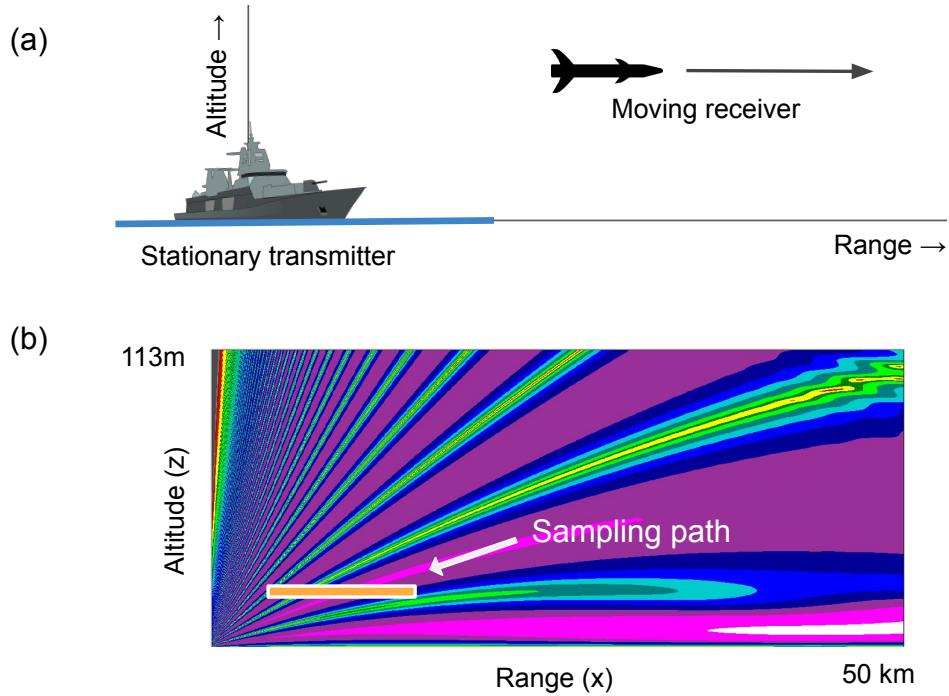 (a)
Altitude →
Moving receiver
Stationary transmitter
Range →
(b)
113m
Altitude (z)
Sampling path
Range (x)
50 km